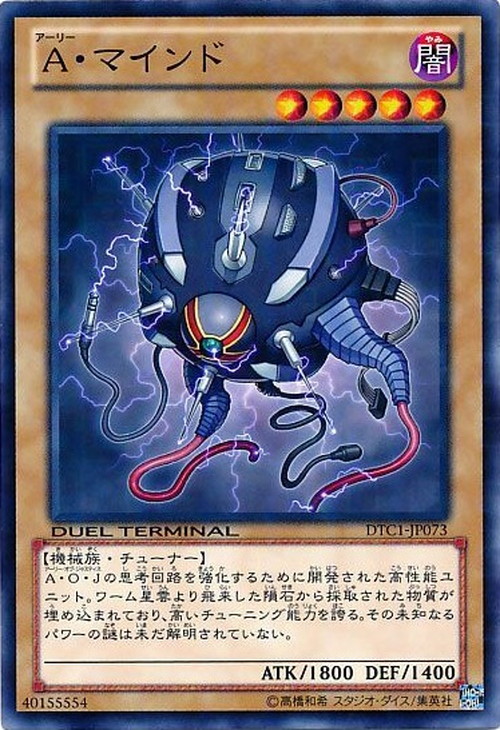 アーリー
A・マインド
やみ
闇
DUEL TERMINAL
DTC1-JP073
【機械族・チューナー】
A・O・Jの思考回路を強化するために開発された高性能ユ
ニット。ワーム星雲より飛来した隕石から採取された物質が
埋め込まれており、高いチューニング能力を誇る。その未知なる
パワーの謎は未だ解明されていない。
ATK/1800 DEF/1400
40155554
©高橋和希 スタジオ・ダイス/集英社